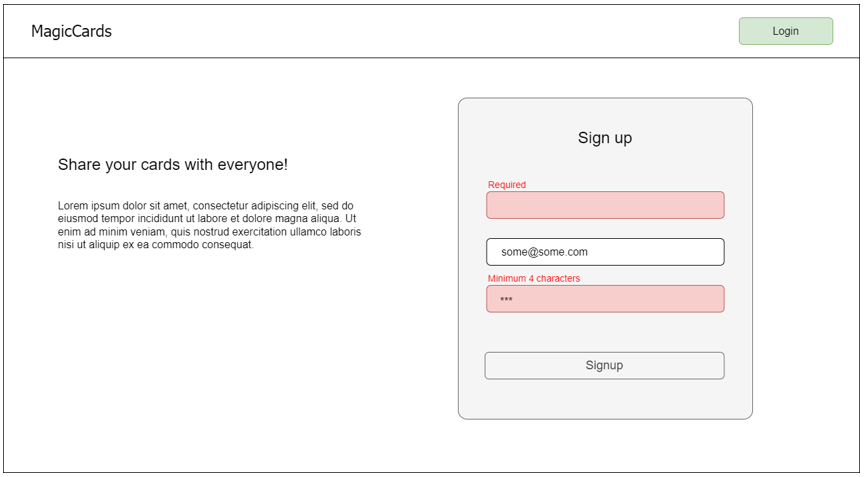 MagicCards
Login
Share your cards with everyone!
Lorem ipsum dolor sit amet, consectetur adipiscing elit, sed do
eiusmod tempor incididunt ut labore et dolore magna aliqua. Ut
enim ad minim veniam, quis nostrud exercitation ullamco laboris
nisi ut aliquip ex ea commodo consequat.
Sign up
Required
some@some.com
Minimum 4 characters
***
Signup